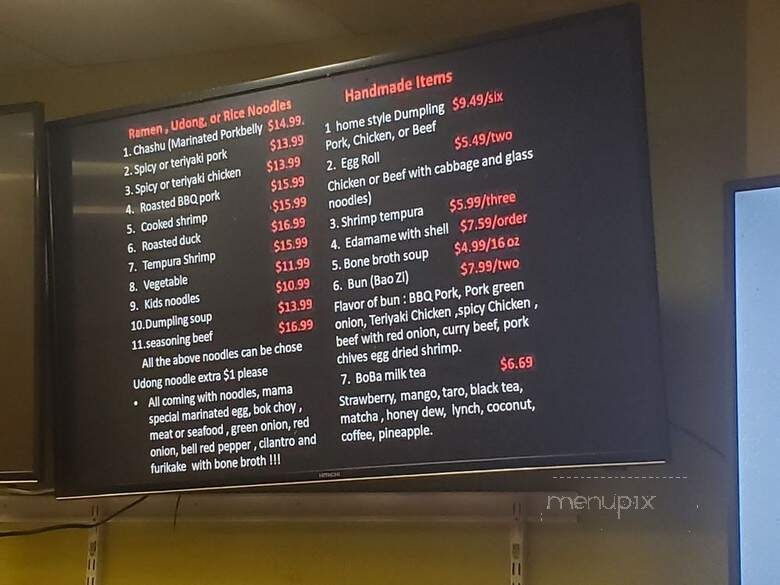 Ramen , Udong, or Rice Noodles
1. Chashu (Marinated Porkbelly $14.99.
2. Spicy or teriyaki pork $13.99
3. Spicy or teriyaki chicken $13.99
4. Roasted BBQ pork $15.99
5. Cooked shrimp $15.99
6. Roasted duck $16.99
7. Tempura Shrimp $15.99
8. Vegetable $11.99
9. Kids noodles $10.99
10.Dumpling soup $13.99
11.seasoning beef $16.99
All the above noodles can be chose
Udong noodle extra $1 please
• All coming with noodles, mama
special marinated egg, bok choy ,
meat or seafood , green onion, red
onion, bell red pepper , cilantro and
furikake with bone broth !!!
Handmade Items
1 home style Dumpling $9.49/six
Pork, Chicken, or Beef
2. Egg Roll $5.49/two
Chicken or Beef with cabbage and glass
noodles)
3. Shrimp tempura $5.99/three
4. Edamame with shell $7.59/order
5. Bone broth soup $4.99/16 oz
6. Bun (Bao Zi) $7.99/two
Flavor of bun : BBQ Pork, Pork green
onion, Teriyaki Chicken ,spicy Chicken ,
beef with red onion, curry beef, pork
chives egg dried shrimp.
7. BoBa milk tea $6.69
Strawberry, mango, taro, black tea,
matcha , honey dew, lynch, coconut,
coffee, pineapple.
HITACHI
menupix